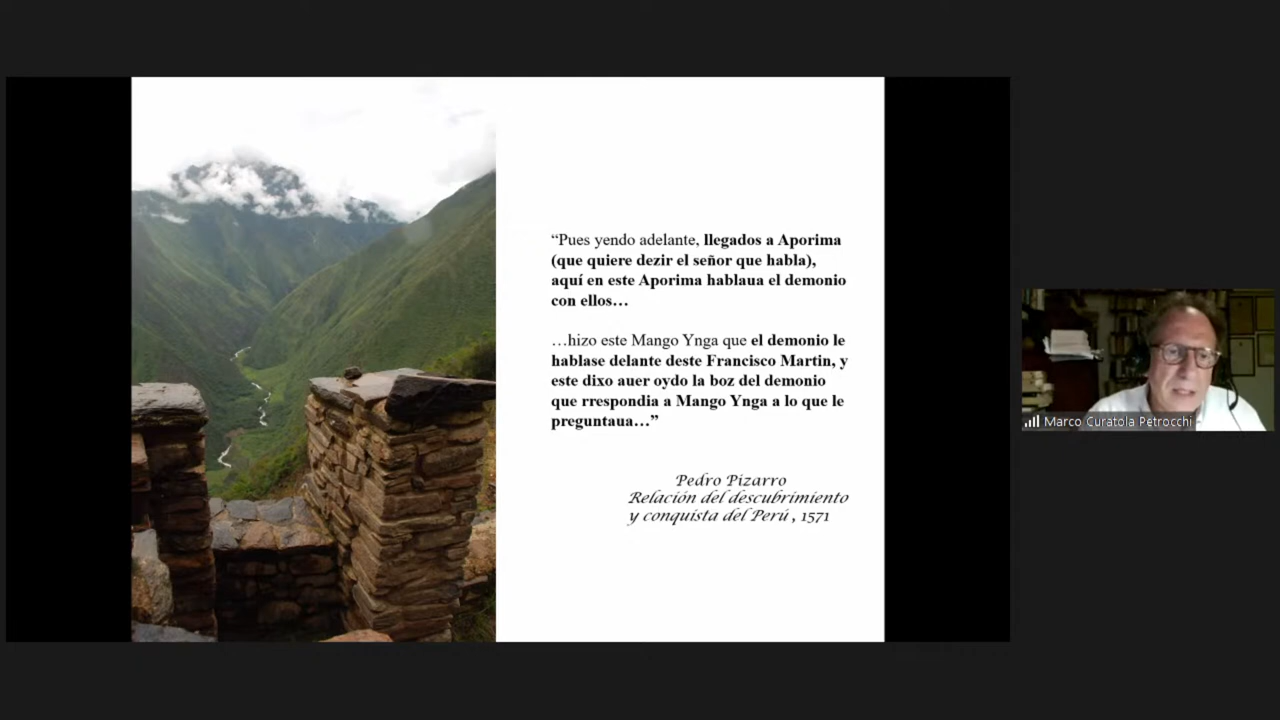 “Pues yendo adelante, llegados a Aporima
(que quiere dezir el señor que habla),
aquí en este Aporima hablaua el demonio
con ellos…
…hizo este Mango Ynga que el demonio le
hablase delante deste Francisco Martin, y
este dixo auer oydo la boz del demonio
que rrespondia a Mango Ynga a lo que le
preguntaua…”
Pedro Pizarro
Relación del descubrimiento
y conquista del Perú , 1571
Marco Curatola Petrocchi